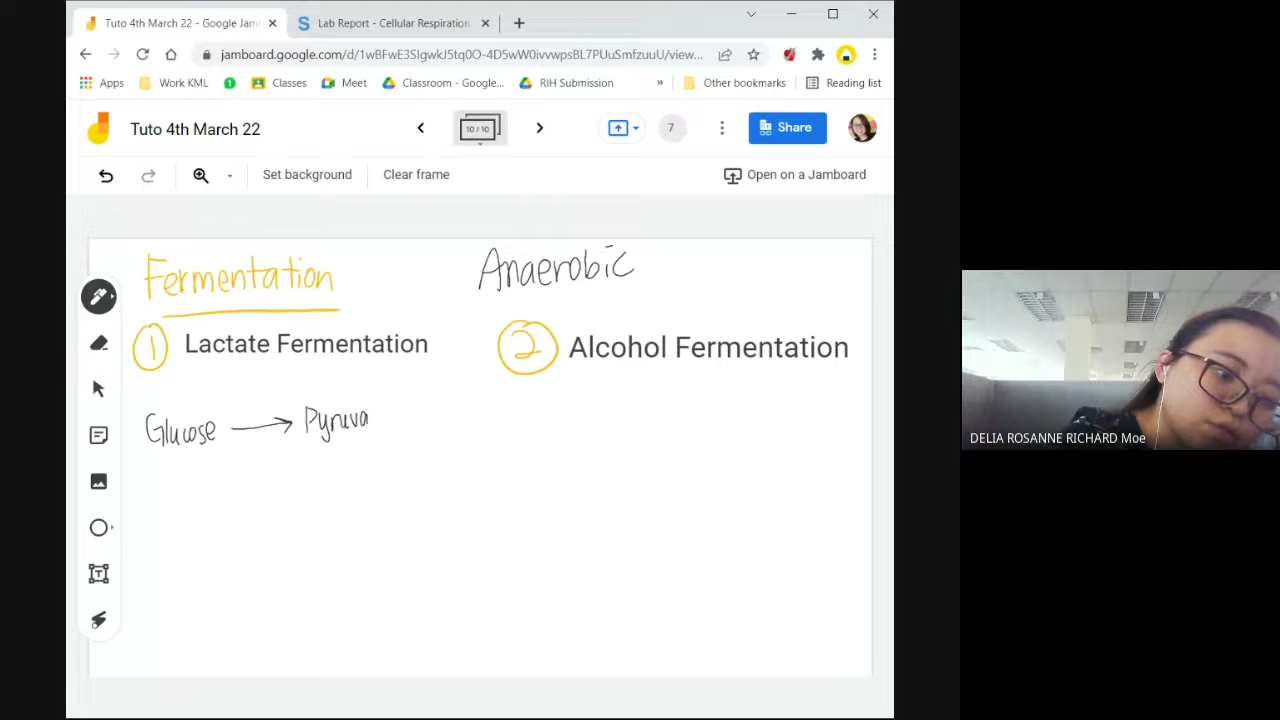 Tuto 4th March 22 - Google Jam
Lab Report - Cellular Respiration
jamboard.google.com/d/1wBFwE3SIgwkJ5tq0O-4D5wW0ivvwpsBL7PUuSmfzuuU/view...
Apps Work KML Classes Meet Classroom - Google... RIH Submission » Other bookmarks Reading list
Tuto 4th March 22
10 / 10
7
Share
Set background
Clear frame
Open on a Jamboard
Fermentation
Anaerobic
1 Lactate Fermentation
2 Alcohol Fermentation
Glucose → Pyruva
DELIA ROSANNE RICHARD Moe